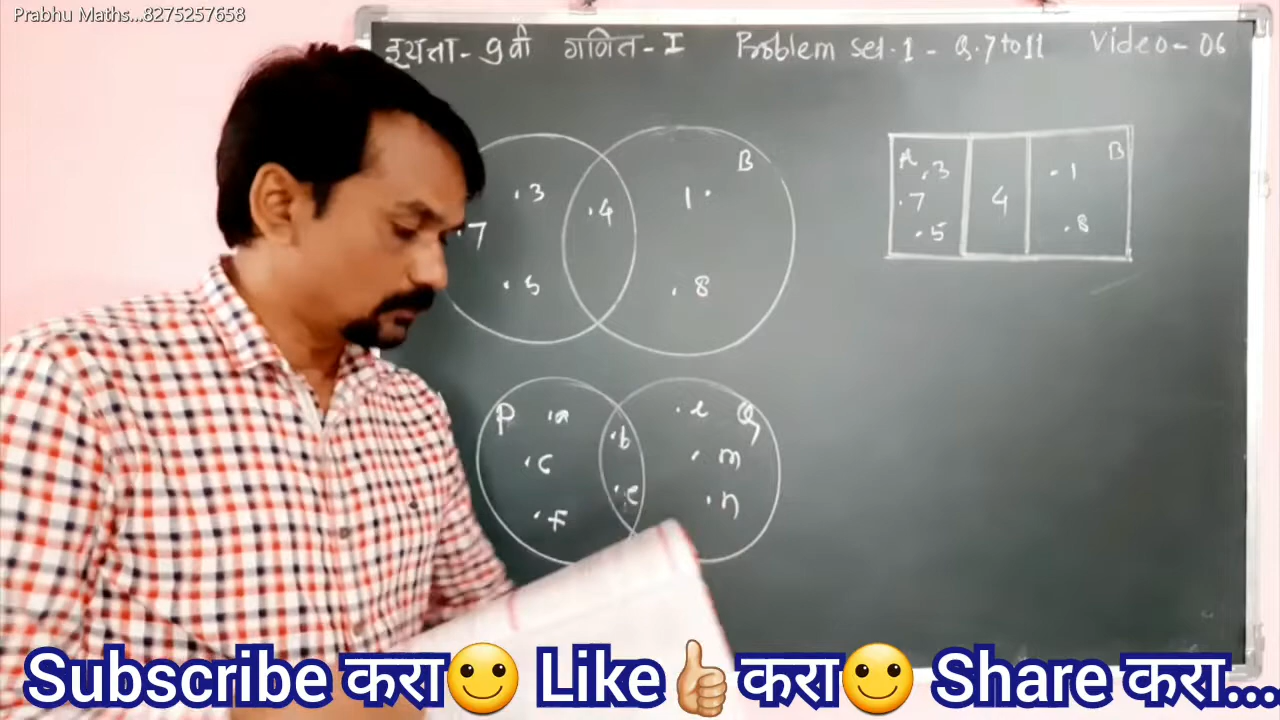 Prabhu Maths...8275257658
इयत्ता - 9 वी गणित - I Problem set. 1 - Q. 7 to 11 Video - 06
B
.3
.4
1.
.7
.5
.8
A
.3
.7
.5
4
B
.1
.8
P
.a
.c
.f
.b
.e
.l
Q
.m
.n
Subscribe करा🙂 Like👍 करा🙂 Share करा...